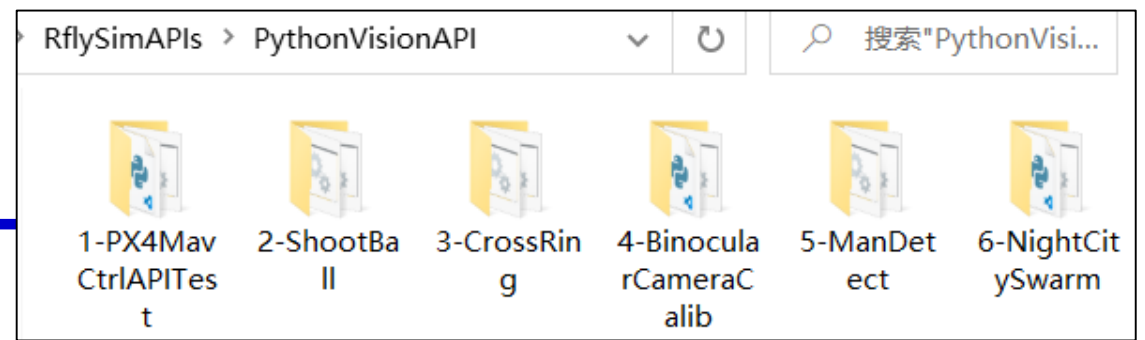 RflySimAPIs > PythonVisionAPI
搜索"PythonVisi...
1-PX4Mav
CtrlAPITes
t
2-ShootBa
ll
3-CrossRin
g
4-Binocula
rCameraC
alib
5-ManDet
ect
6-NightCit
ySwarm